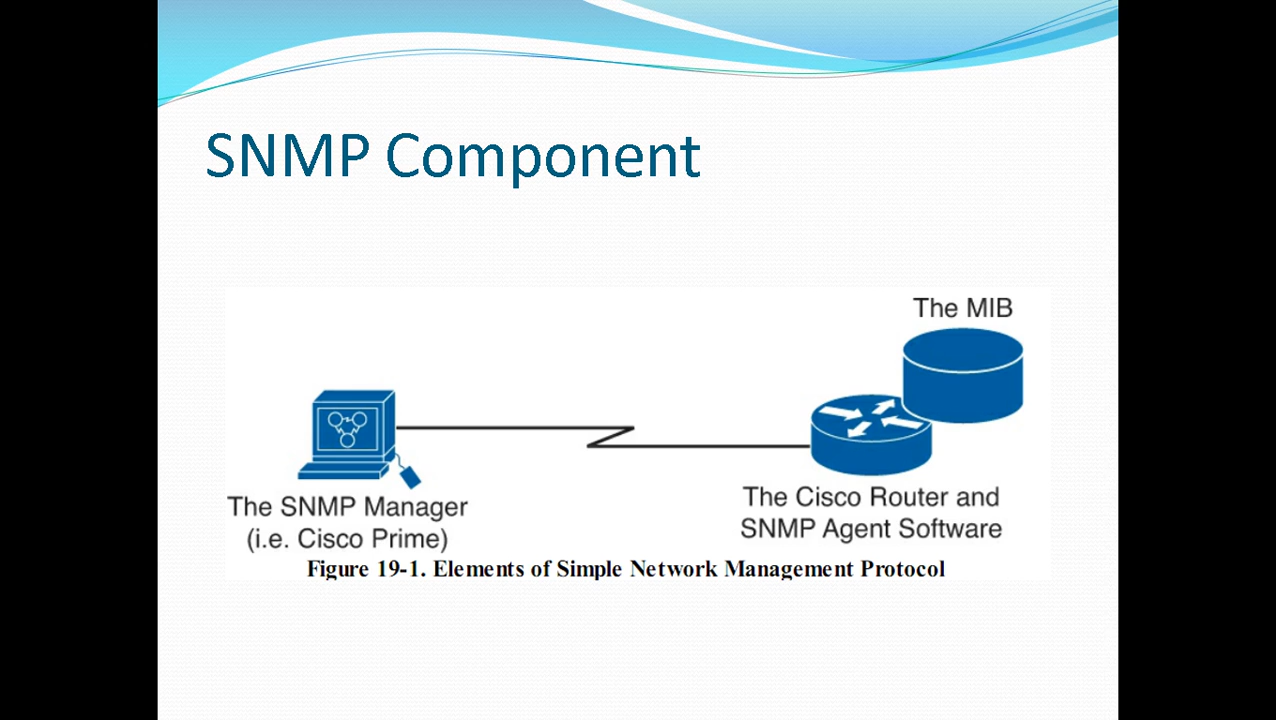 SNMP Component
The MIB
The SNMP Manager
(i.e. Cisco Prime)
The Cisco Router and
SNMP Agent Software
Figure 19-1. Elements of Simple Network Management Protocol